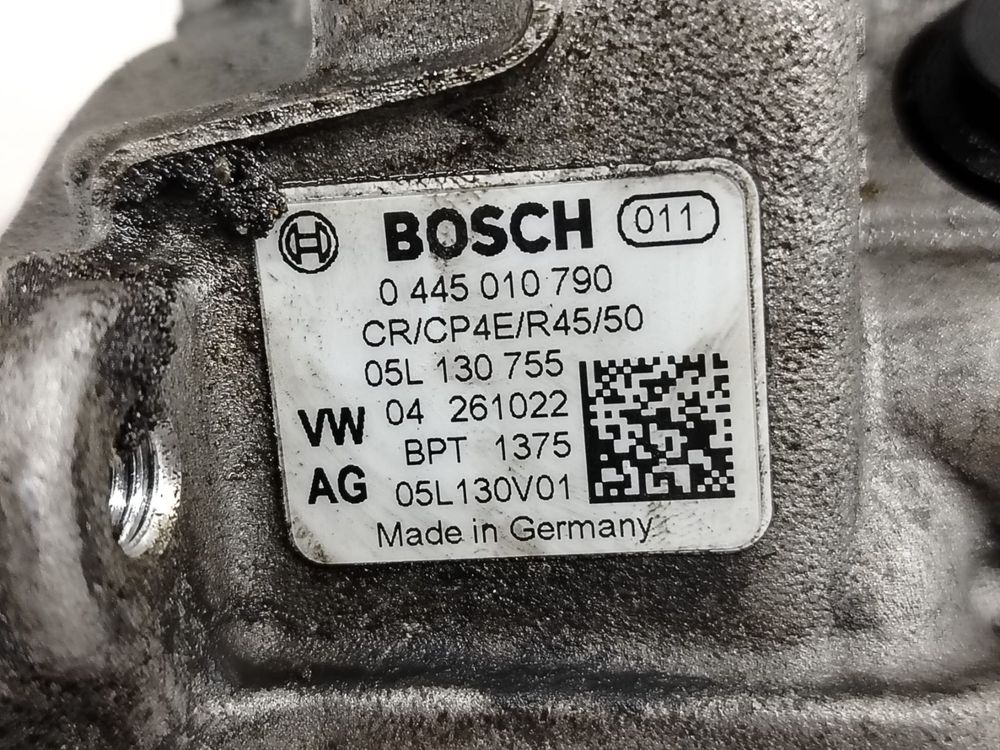 BOSCH 011
0 445 010 790
CR/CP4E/R45/50
05L 130 755
VW 04 261022
BPT 1375
AG 05L130V01
Made in Germany